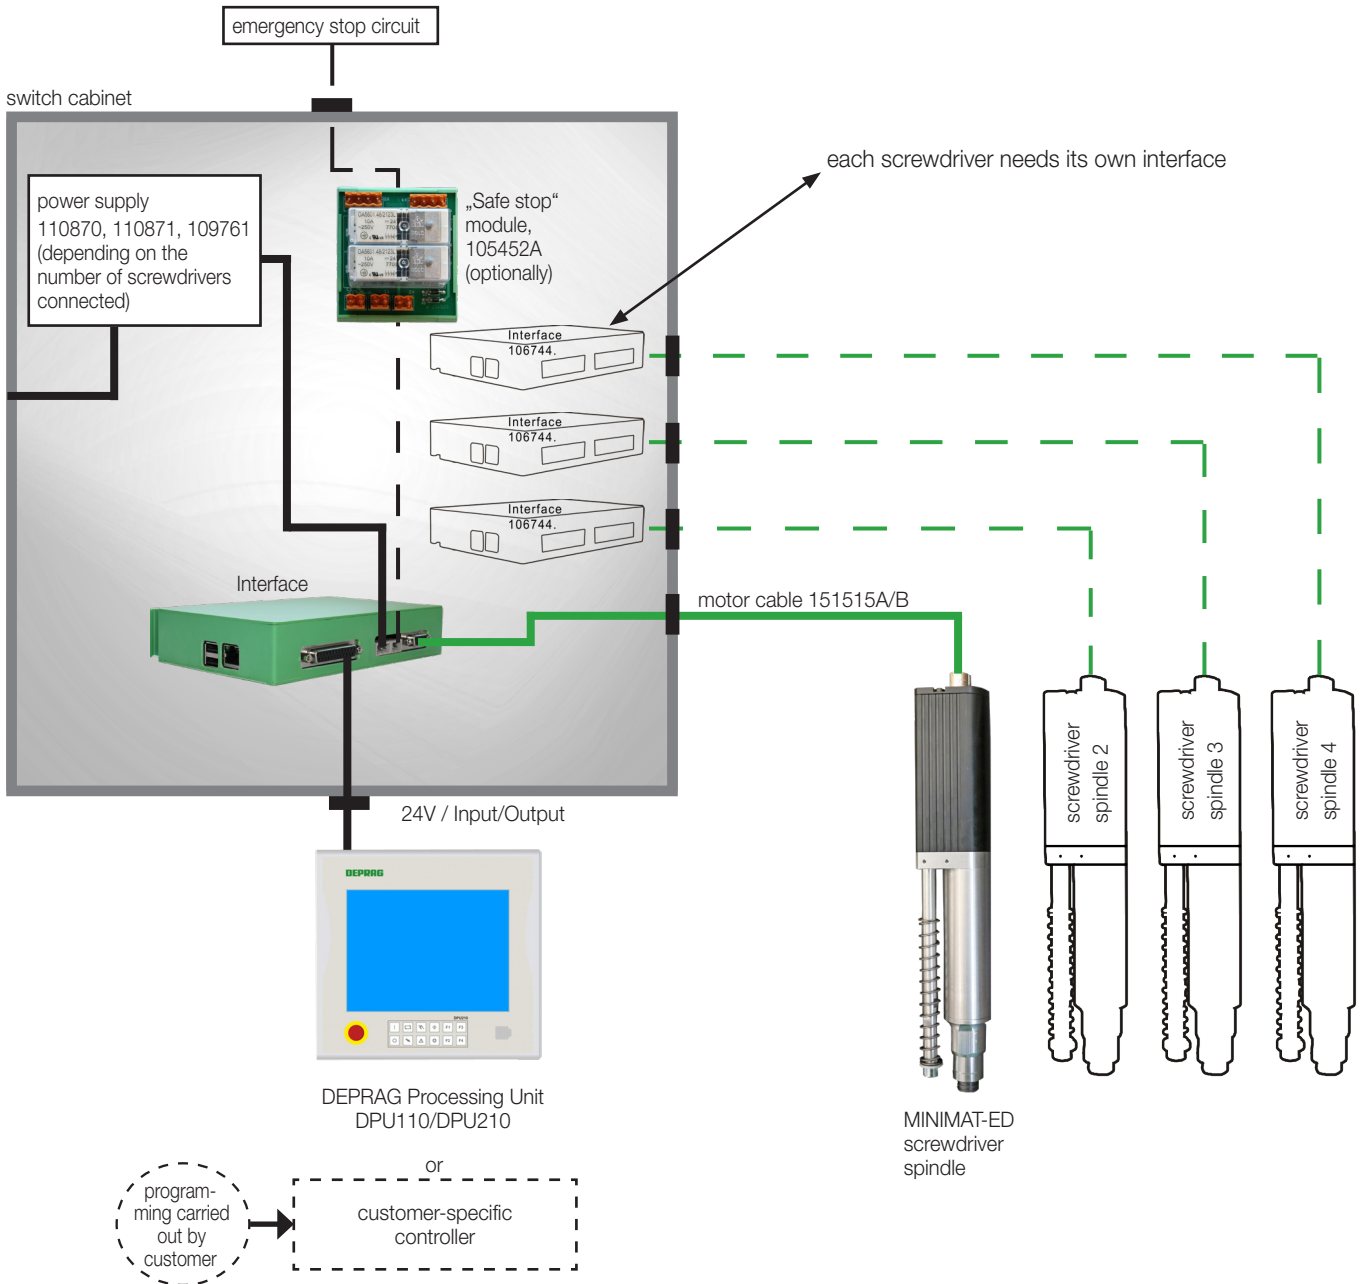 emergency stop circuit
switch cabinet
each screwdriver needs its own interface
power supply
110870, 110871, 109761
(depending on the
number of screwdrivers
connected)
„Safe stop“
module,
105452A
(optionally)
Interface
106744.
Interface
106744.
Interface
106744.
Interface
motor cable 151515A/B
24V / Input/Output
screwdriver
spindle 2
screwdriver
spindle 3
screwdriver
spindle 4
DEPRAG
DPU210
DEPRAG Processing Unit
DPU110/DPU210
MINIMAT-ED
screwdriver
spindle
or
program-
ming carried
out by
customer
customer-specific
controller